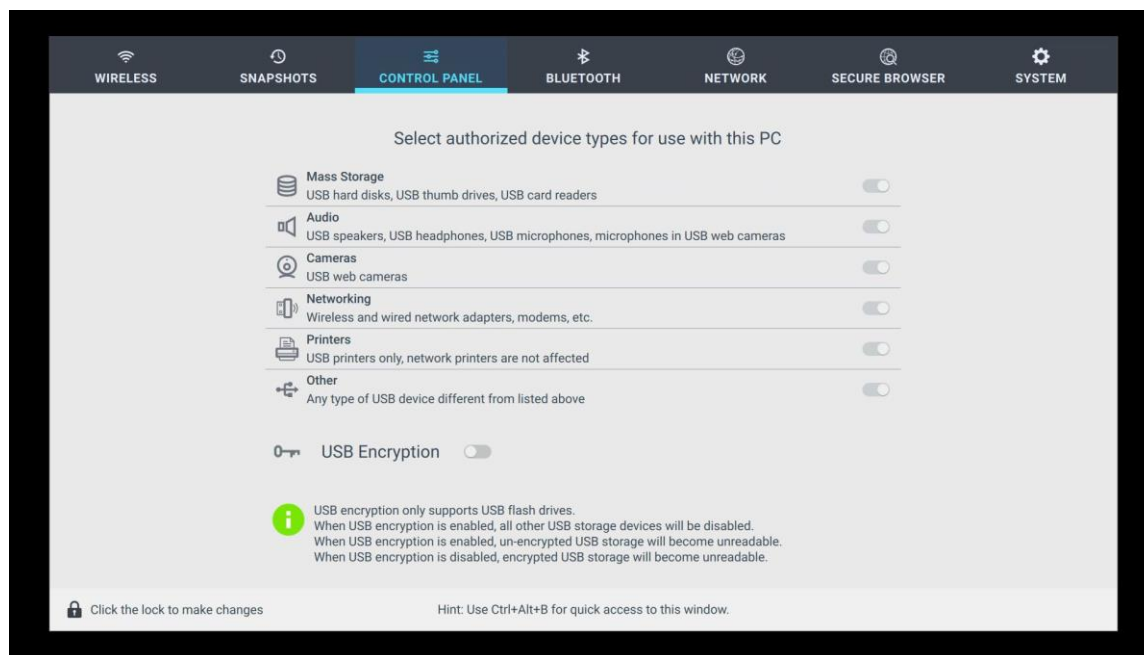 WIRELESS
SNAPSHOTS
CONTROL PANEL
BLUETOOTH
NETWORK
SECURE BROWSER
SYSTEM
Select authorized device types for use with this PC
Mass Storage
USB hard disks, USB thumb drives, USB card readers
Audio
USB speakers, USB headphones, USB microphones, microphones in USB web cameras
Cameras
USB web cameras
Networking
Wireless and wired network adapters, modems, etc.
Printers
USB printers only, network printers are not affected
Other
Any type of USB device different from listed above
USB Encryption
USB encryption only supports USB flash drives.
When USB encryption is enabled, all other USB storage devices will be disabled.
When USB encryption is enabled, un-encrypted USB storage will become unreadable.
When USB encryption is disabled, encrypted USB storage will become unreadable.
Click the lock to make changes
Hint: Use Ctrl+Alt+B for quick access to this window.